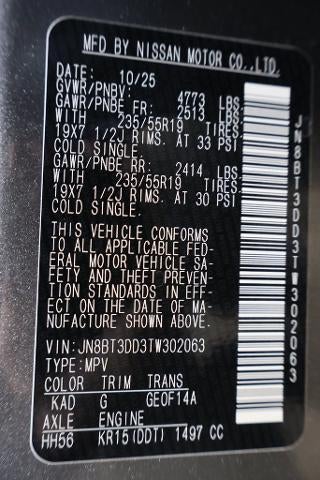 MFD BY NISSAN MOTOR CO.,LTD.
DATE: 10/25
GVWR/PNBV: 4773 LBS.
GAWR/PNBE FR: 2513 LBS.
WITH 235/55R19 TIRES.
19X7 1/2J RIMS. AT 33 PSI
COLD SINGLE.
GAWR/PNBE RR: 2414 LBS.
WITH 235/55R19 TIRES.
19X7 1/2J RIMS. AT 30 PSI
COLD SINGLE.
THIS VEHICLE CONFORMS
TO ALL APPLICABLE FED-
ERAL MOTOR VEHICLE SA-
FETY AND THEFT PREVEN-
TION STANDARDS IN EFF-
ECT ON THE DATE OF MA-
NUFACTURE SHOWN ABOVE.
VIN:JN8BT3DD3TW302063
TYPE:MPV
COLOR TRIM TRANS
KAD G GEOF14A
AXLE ENGINE
HH56 KR15(DDT) 1497 CC
JN8BT3DD3TW302063